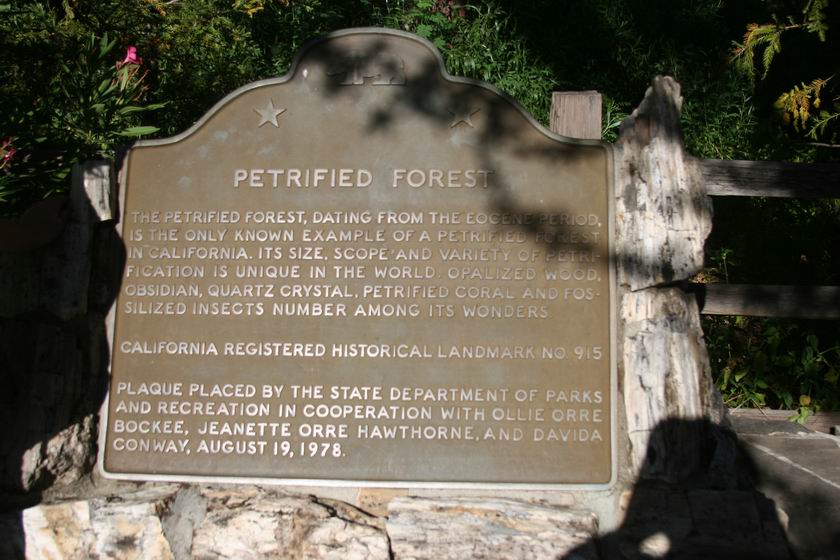 PETRIFIED FOREST
THE PETRIFIED FOREST, DATING FROM THE EOCENE PERIOD,
IS THE ONLY KNOWN EXAMPLE OF A PETRIFIED FOREST
IN CALIFORNIA. ITS SIZE, SCOPE AND VARIETY OF PETRI-
FICATION IS UNIQUE IN THE WORLD. OPALIZED WOOD,
OBSIDIAN, QUARTZ CRYSTAL, PETRIFIED CORAL AND FOS-
SILIZED INSECTS NUMBER AMONG ITS WONDERS.
CALIFORNIA REGISTERED HISTORICAL LANDMARK NO. 915
PLAQUE PLACED BY THE STATE DEPARTMENT OF PARKS
AND RECREATION IN COOPERATION WITH OLLIE ORRE
BOCKEE, JEANETTE ORRE HAWTHORNE, AND DAVIDA
CONWAY, AUGUST 19, 1978.